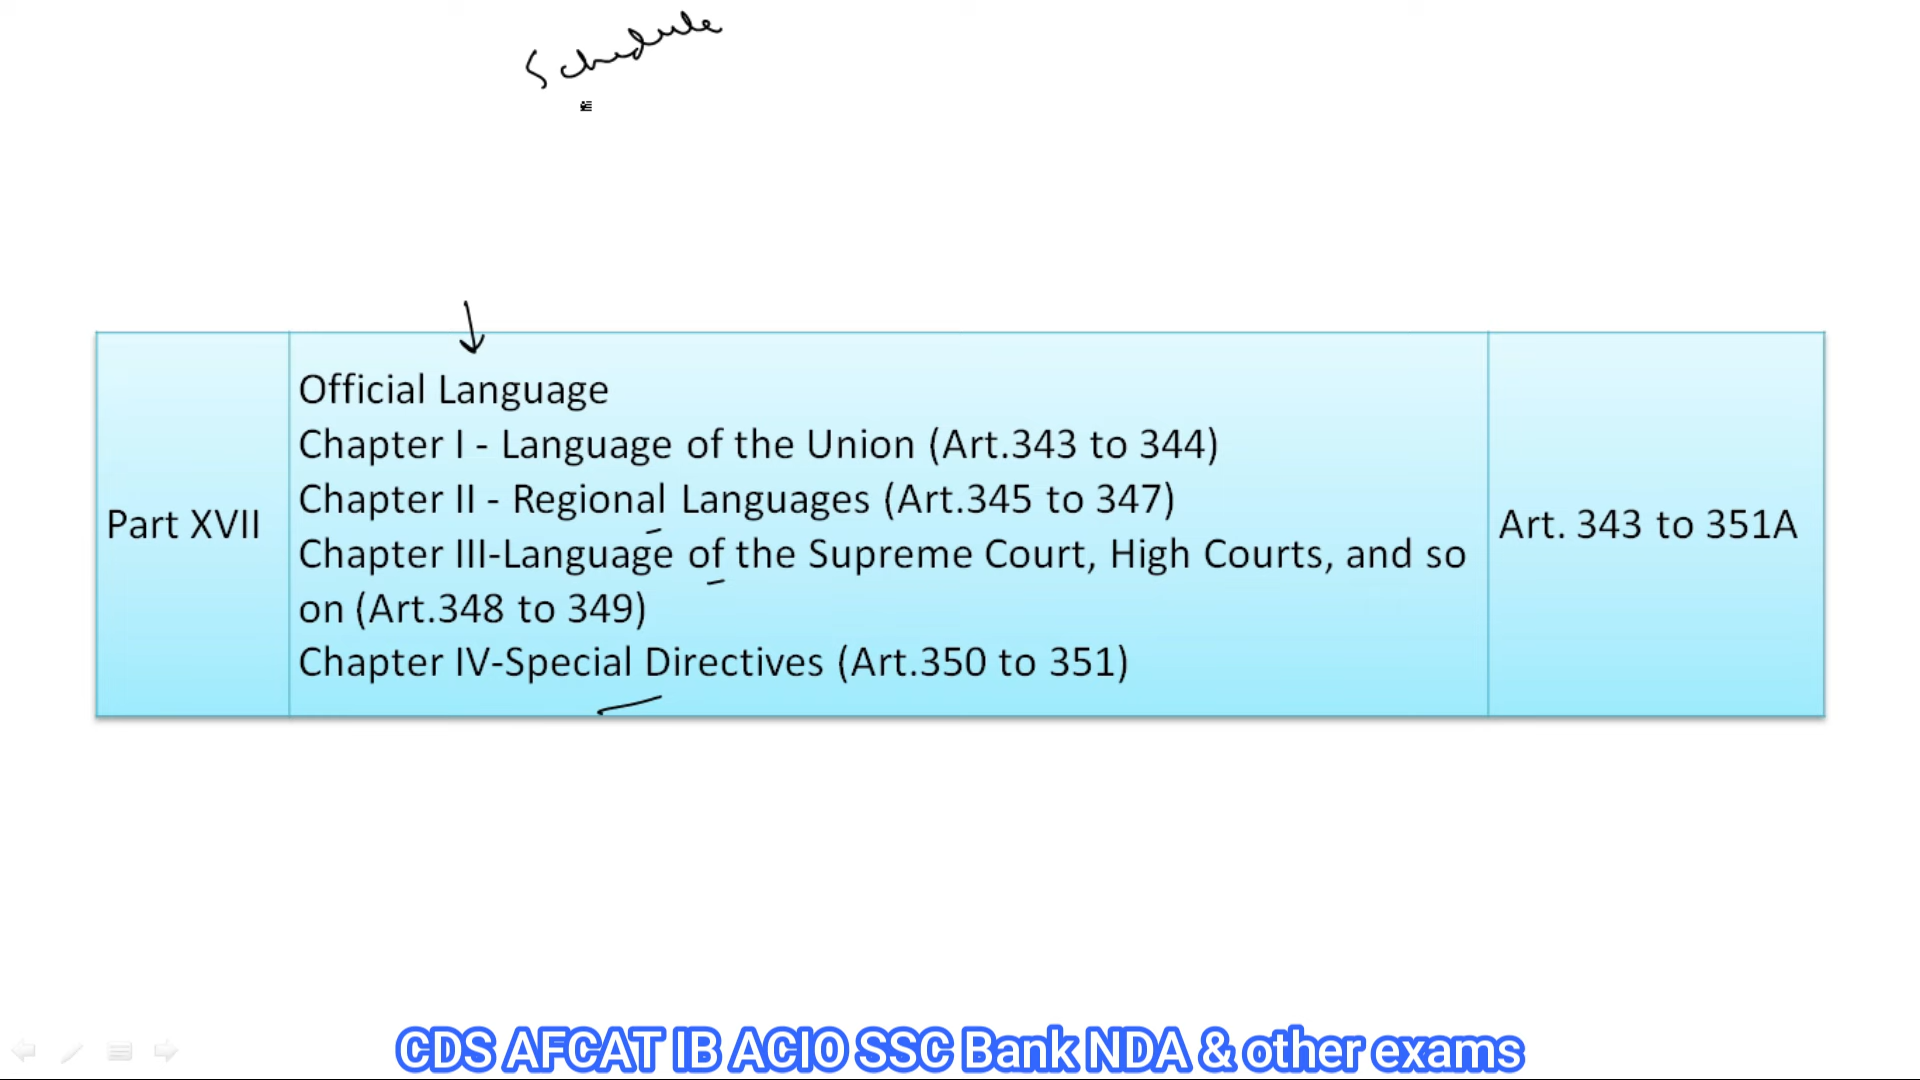 Schedule
Official Language
Chapter I - Language of the Union (Art.343 to 344)
Chapter II - Regional Languages (Art.345 to 347)
Part XVII
Chapter III-Language of the Supreme Court, High Courts, and so
on (Art.348 to 349)
Chapter IV-Special Directives (Art.350 to 351)
Art. 343 to 351A
CDS AFCAT IB ACIO SSC Bank NDA & other exams